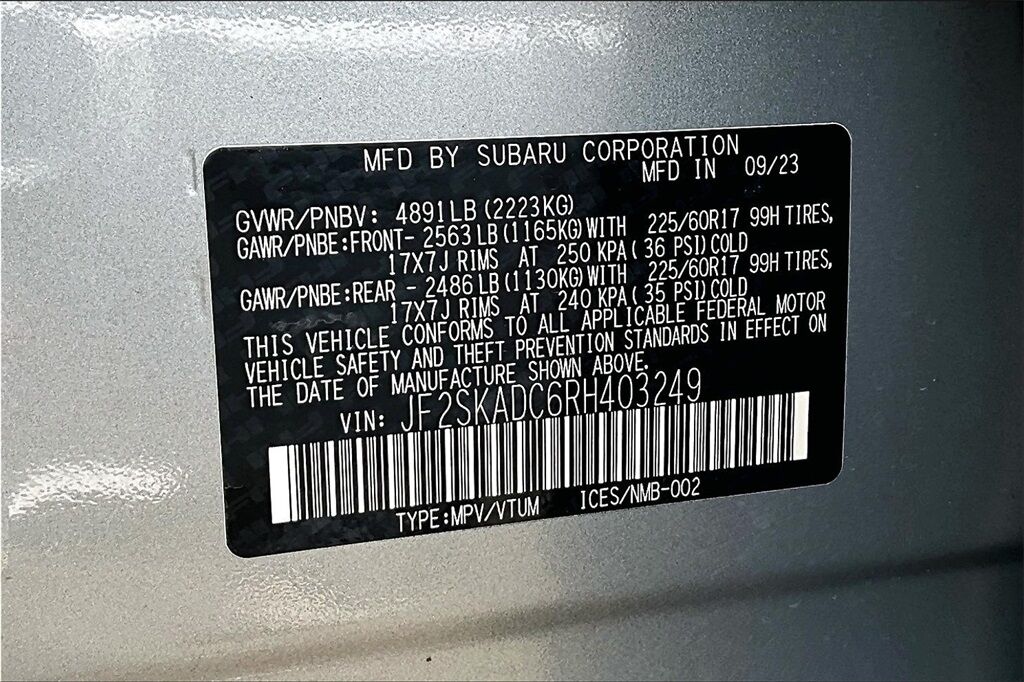 MFD BY SUBARU CORPORATION
MFD IN 09/23
GVWR/PNBV: 4891LB (2223KG)
GAWR/PNBE:FRONT- 2563LB(1165KG)WITH 225/60R17 99H TIRES,
17X7J RIMS AT 250 KPA( 36 PSI)COLD
GAWR/PNBE:REAR - 2486LB(1130KG)WITH 225/60R17 99H TIRES,
17X7J RIMS AT 240 KPA( 35 PSI)COLD
THIS VEHICLE CONFORMS TO ALL APPLICABLE FEDERAL MOTOR
VEHICLE SAFETY AND THEFT PREVENTION STANDARDS IN EFFECT ON
THE DATE OF MANUFACTURE SHOWN ABOVE.
VIN: JF2SKADC6RH403249
TYPE:MPV/VTUM ICES/NMB-002